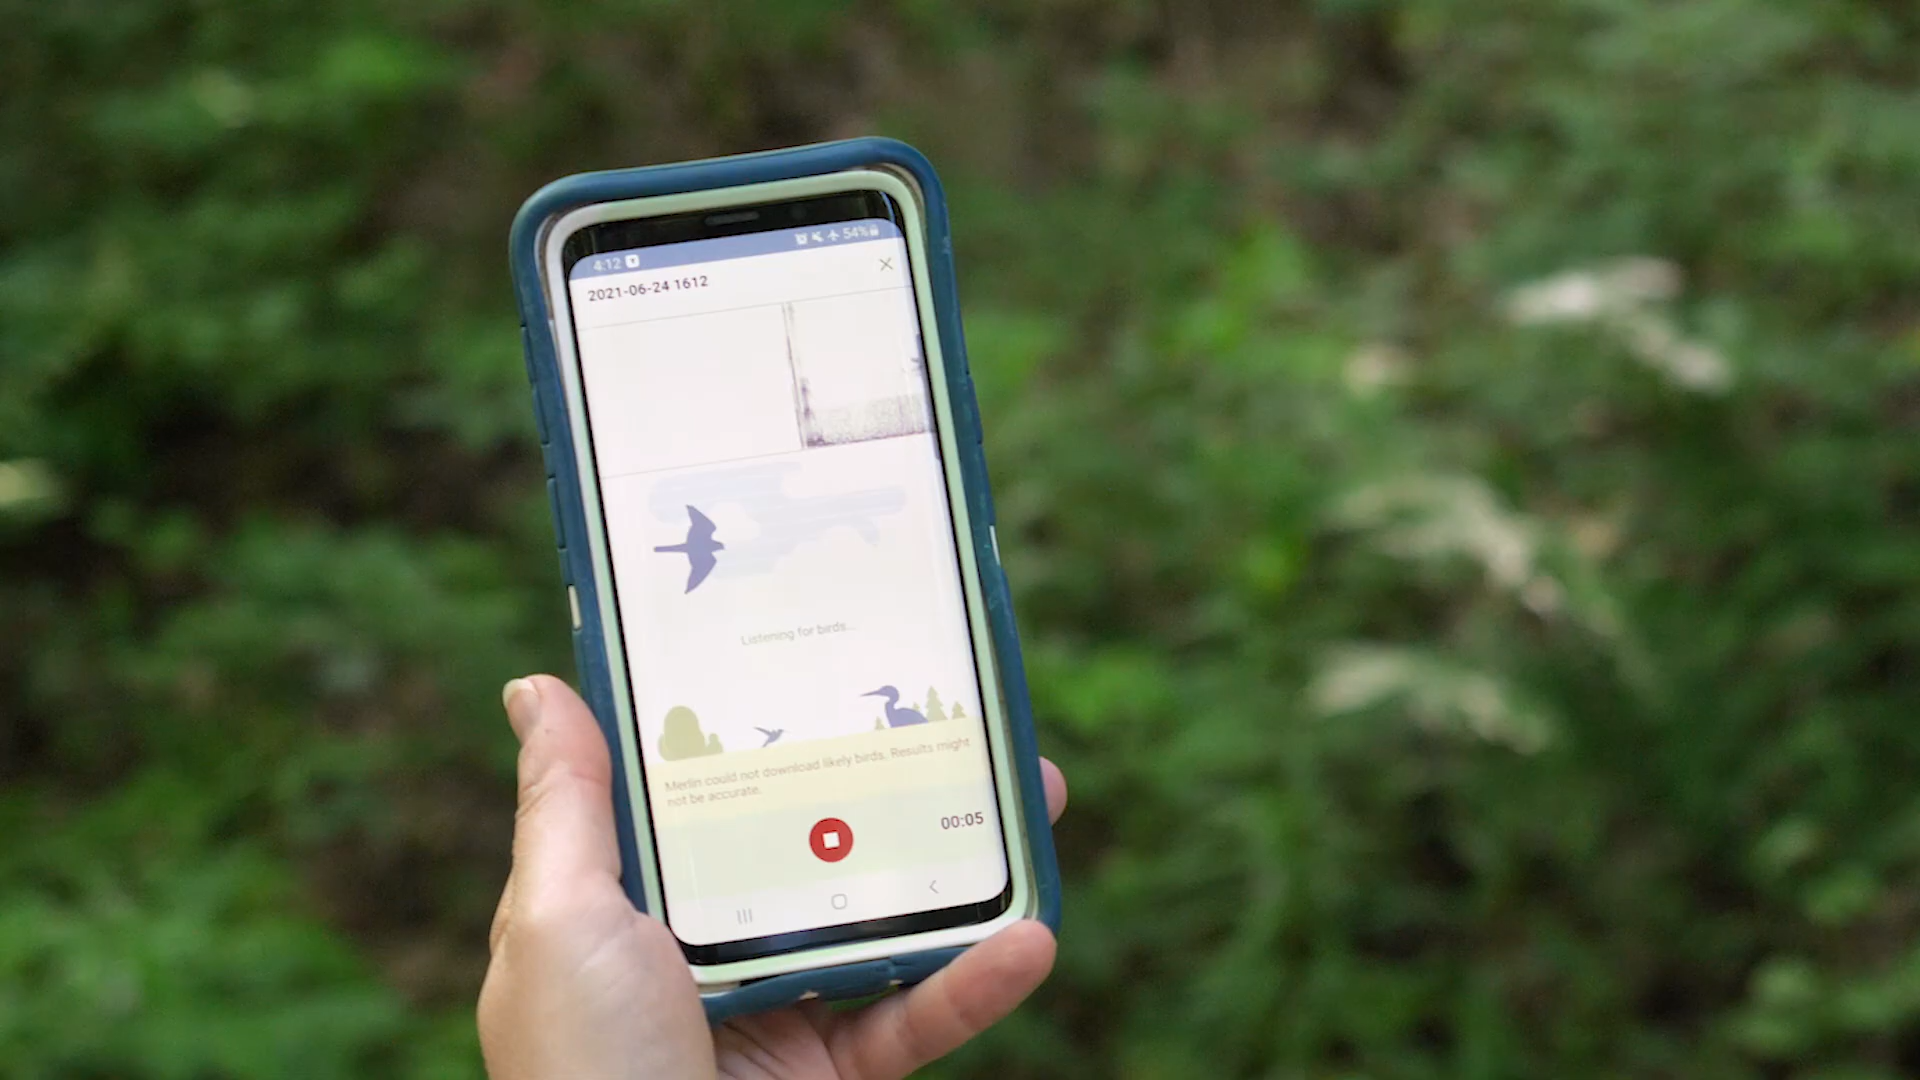 4:12
54%
2021-06-24 1612
Listening for birds...
Merlin could not download likely birds. Results might
not be accurate.
00:05